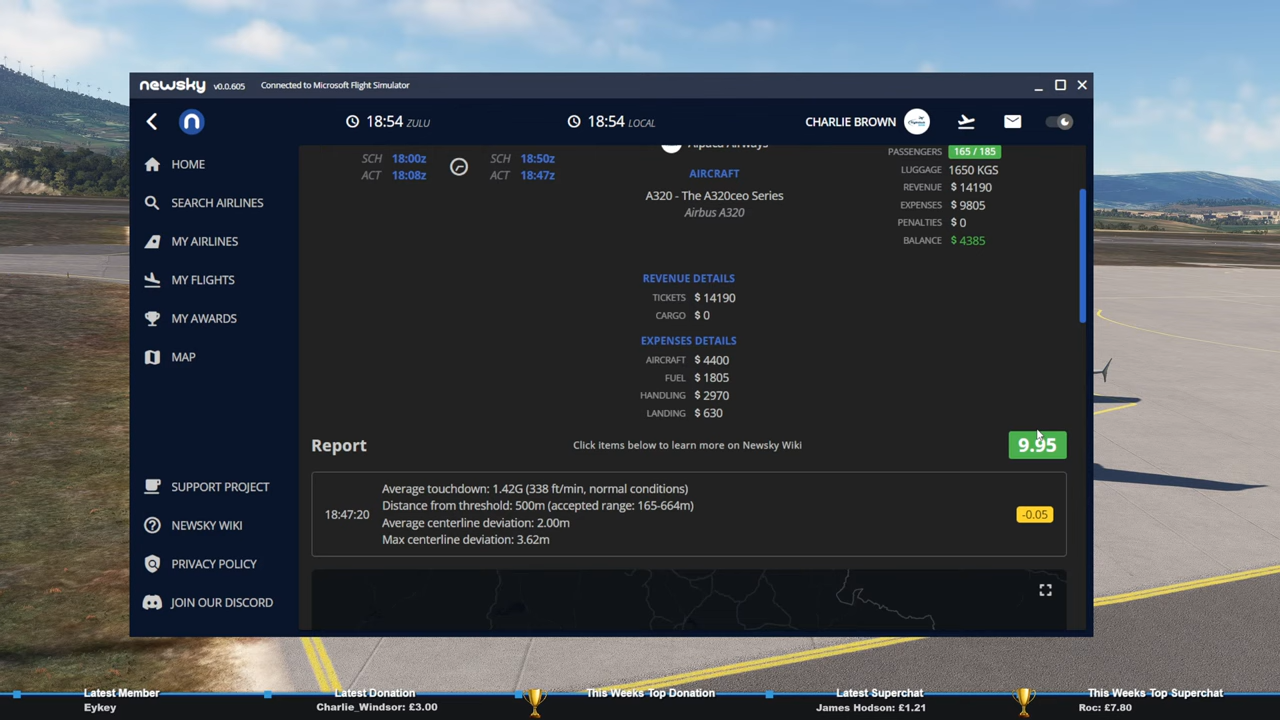 newsky v0.0.605 Connected to Microsoft Flight Simulator
18:54 ZULU
18:54 LOCAL
CHARLIE BROWN
HOME
SEARCH AIRLINES
MY AIRLINES
MY FLIGHTS
MY AWARDS
MAP
SUPPORT PROJECT
NEWSKY WIKI
PRIVACY POLICY
JOIN OUR DISCORD
SCH 18:00z
ACT 18:08z
SCH 18:50z
ACT 18:47z
Alpaca Airways
AIRCRAFT
A320 - The A320ceo Series
Airbus A320
PASSENGERS 165 / 185
LUGGAGE 1650 KGS
REVENUE $ 14190
EXPENSES $ 9805
PENALTIES $ 0
BALANCE $ 4385
REVENUE DETAILS
TICKETS $ 14190
CARGO $ 0
EXPENSES DETAILS
AIRCRAFT $ 4400
FUEL $ 1805
HANDLING $ 2970
LANDING $ 630
Report
Click items below to learn more on Newsky Wiki
9.95
18:47:20
Average touchdown: 1.42G (338 ft/min, normal conditions)
Distance from threshold: 500m (accepted range: 165-664m)
Average centerline deviation: 2.00m
Max centerline deviation: 3.62m
-0.05
Latest Member
Eykey
Latest Donation
Charlie_Windsor: £3.00
This Weeks Top Donation
Latest Superchat
James Hodson: £1.21
This Weeks Top Superchat
Roc: £7.80